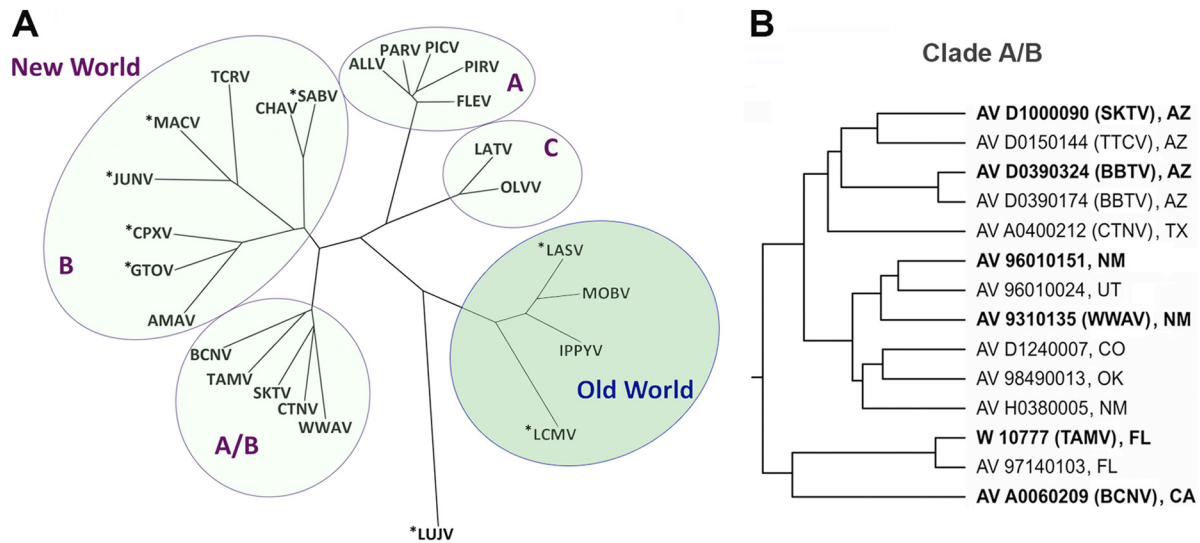 A
New World
TCRV
*SABV
CHAV
*MACV
*JUNV
*CPXV
*GTOV
B
AMAV
PARV PICV
ALLV
PIRV
A
FLEV
LATV
C
OLVV
*LASV
MOBV
IPPYV
Old World
*LCMV
BCNV
TAMV
SKTV
CTNV
WWAV
A/B
*LUJV
B
Clade A/B
AV D1000090 (SKTV), AZ
AV D0150144 (TTCV), AZ
AV D0390324 (BBTV), AZ
AV D0390174 (BBTV), AZ
AV A0400212 (CTNV), TX
AV 96010151, NM
AV 96010024, UT
AV 9310135 (WWAV), NM
AV D1240007, CO
AV 98490013, OK
AV H0380005, NM
W 10777 (TAMV), FL
AV 97140103, FL
AV A0060209 (BCNV), CA